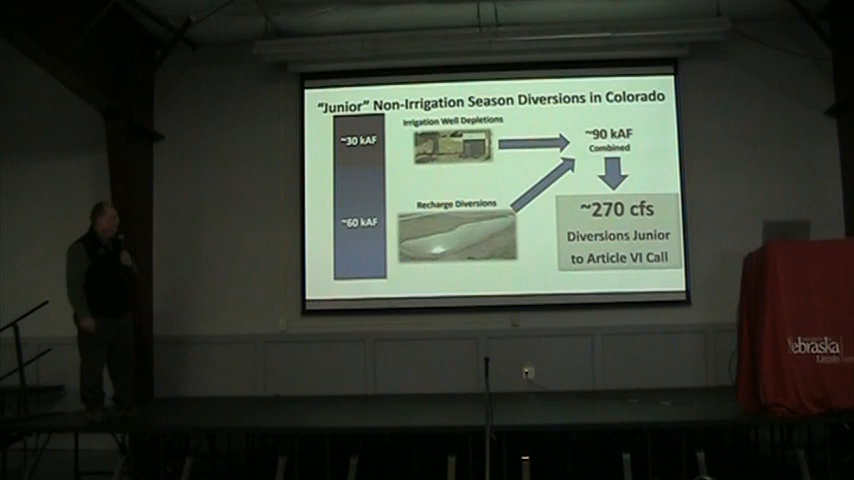 "Junior" Non-Irrigation Season Diversions in Colorado
Irrigation Well Depletions
~30 kAF
~90 kAF
Combined
Recharge Diversions
~60 kAF
~270 cfs
Diversions Junior
to Article VI Call
Nebraska
Lincoln